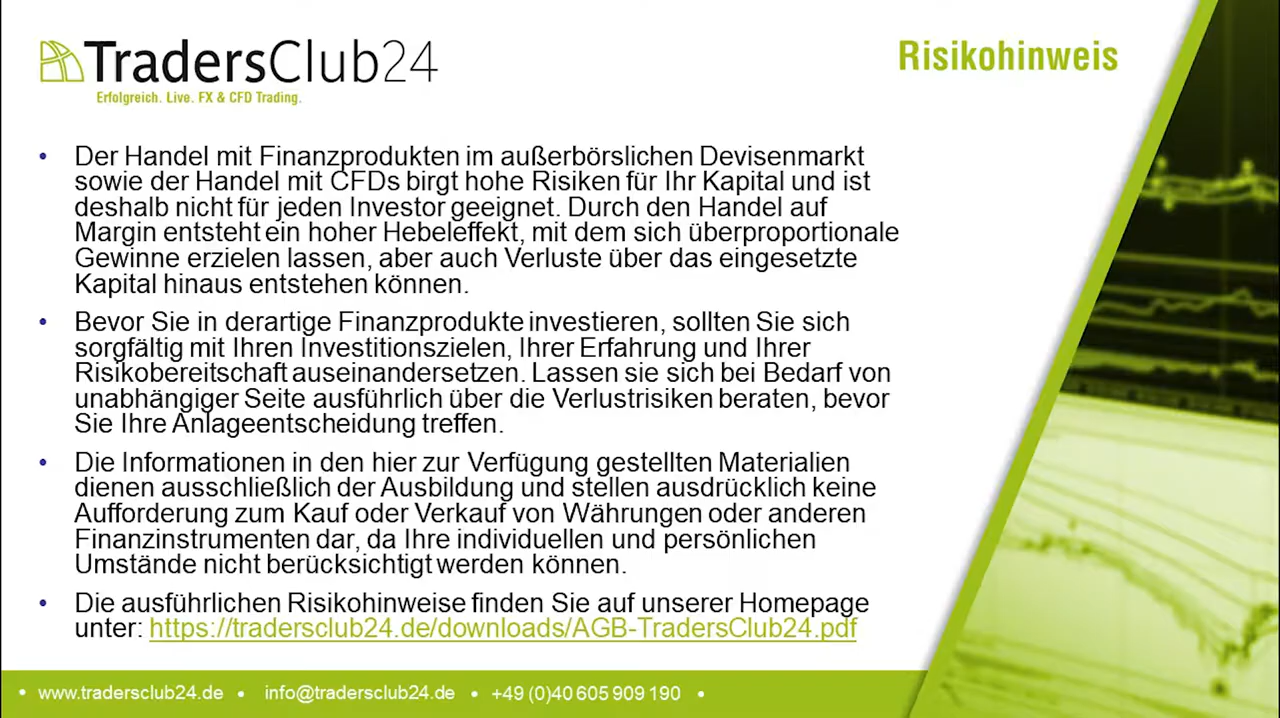 TradersClub24
Erfolgreich. Live. FX & CFD Trading.
Risikohinweis
• Der Handel mit Finanzprodukten im außerbörslichen Devisenmarkt
sowie der Handel mit CFDs birgt hohe Risiken für Ihr Kapital und ist
deshalb nicht für jeden Investor geeignet. Durch den Handel auf
Margin entsteht ein hoher Hebeleffekt, mit dem sich überproportionale
Gewinne erzielen lassen, aber auch Verluste über das eingesetzte
Kapital hinaus entstehen können.
• Bevor Sie in derartige Finanzprodukte investieren, sollten Sie sich
sorgfältig mit Ihren Investitionszielen, Ihrer Erfahrung und Ihrer
Risikobereitschaft auseinandersetzen. Lassen sie sich bei Bedarf von
unabhängiger Seite ausführlich über die Verlustrisiken beraten, bevor
Sie Ihre Anlageentscheidung treffen.
• Die Informationen in den hier zur Verfügung gestellten Materialien
dienen ausschließlich der Ausbildung und stellen ausdrücklich keine
Aufforderung zum Kauf oder Verkauf von Währungen oder anderen
Finanzinstrumenten dar, da Ihre individuellen und persönlichen
Umstände nicht berücksichtigt werden können.
• Die ausführlichen Risikohinweise finden Sie auf unserer Homepage
unter: https://tradersclub24.de/downloads/AGB-TradersClub24.pdf
• www.tradersclub24.de • info@tradersclub24.de • +49 (0)40 605 909 190 •